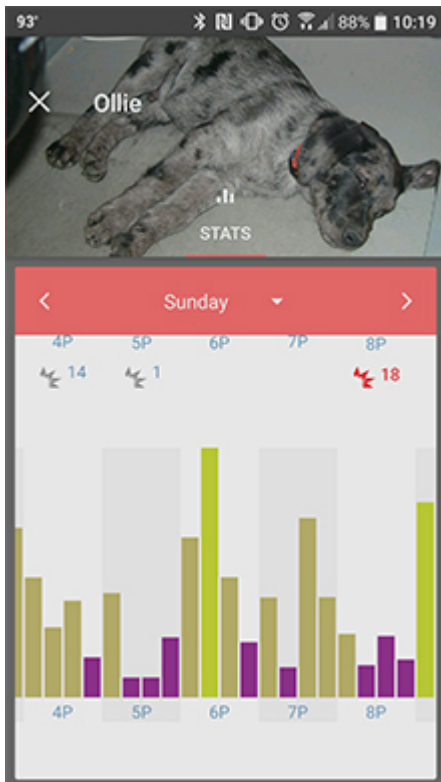 93° 88% 10:19
Ollie
STATS
Sunday
4P 5P 6P 7P 8P
14 1 18
4P 5P 6P 7P 8P